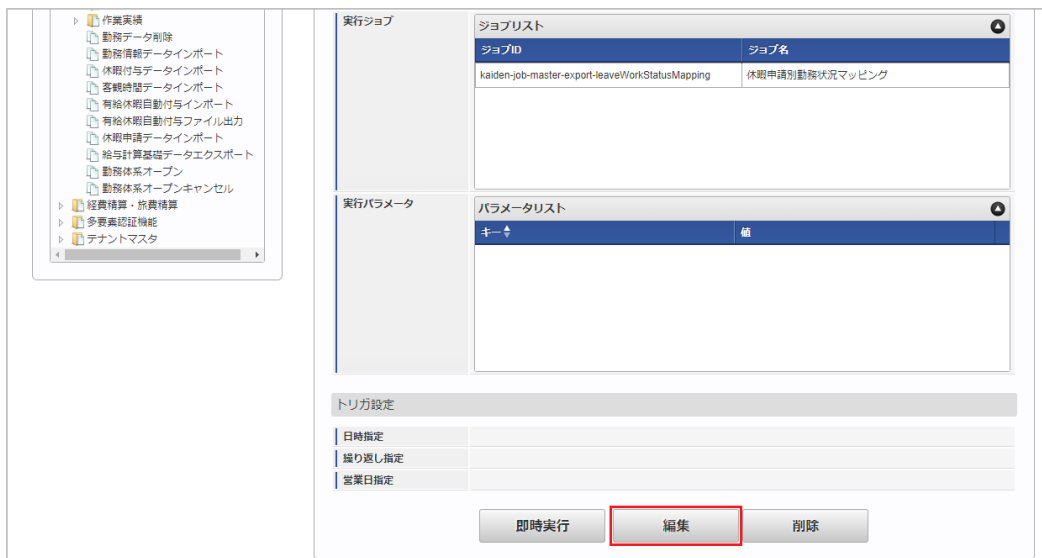 作業実績
勤務データ削除
勤務情報データインポート
休暇付与データインポート
客観時間データインポート
有給休暇自動付与インポート
有給休暇自動付与ファイル出力
休暇申請データインポート
給与計算基礎データエクスポート
勤務体系オープン
勤務体系オープンキャンセル
経費精算・旅費精算
多要素認証機能
テナントマスタ
実行ジョブ
ジョブリスト
ジョブID ジョブ名
kaiden-job-master-export-leaveWorkStatusMapping 休暇申請別勤務状況マッピング
実行パラメータ
パラメータリスト
キー 値
トリガ設定
日時指定
繰り返し指定
営業日指定
即時実行 編集 削除